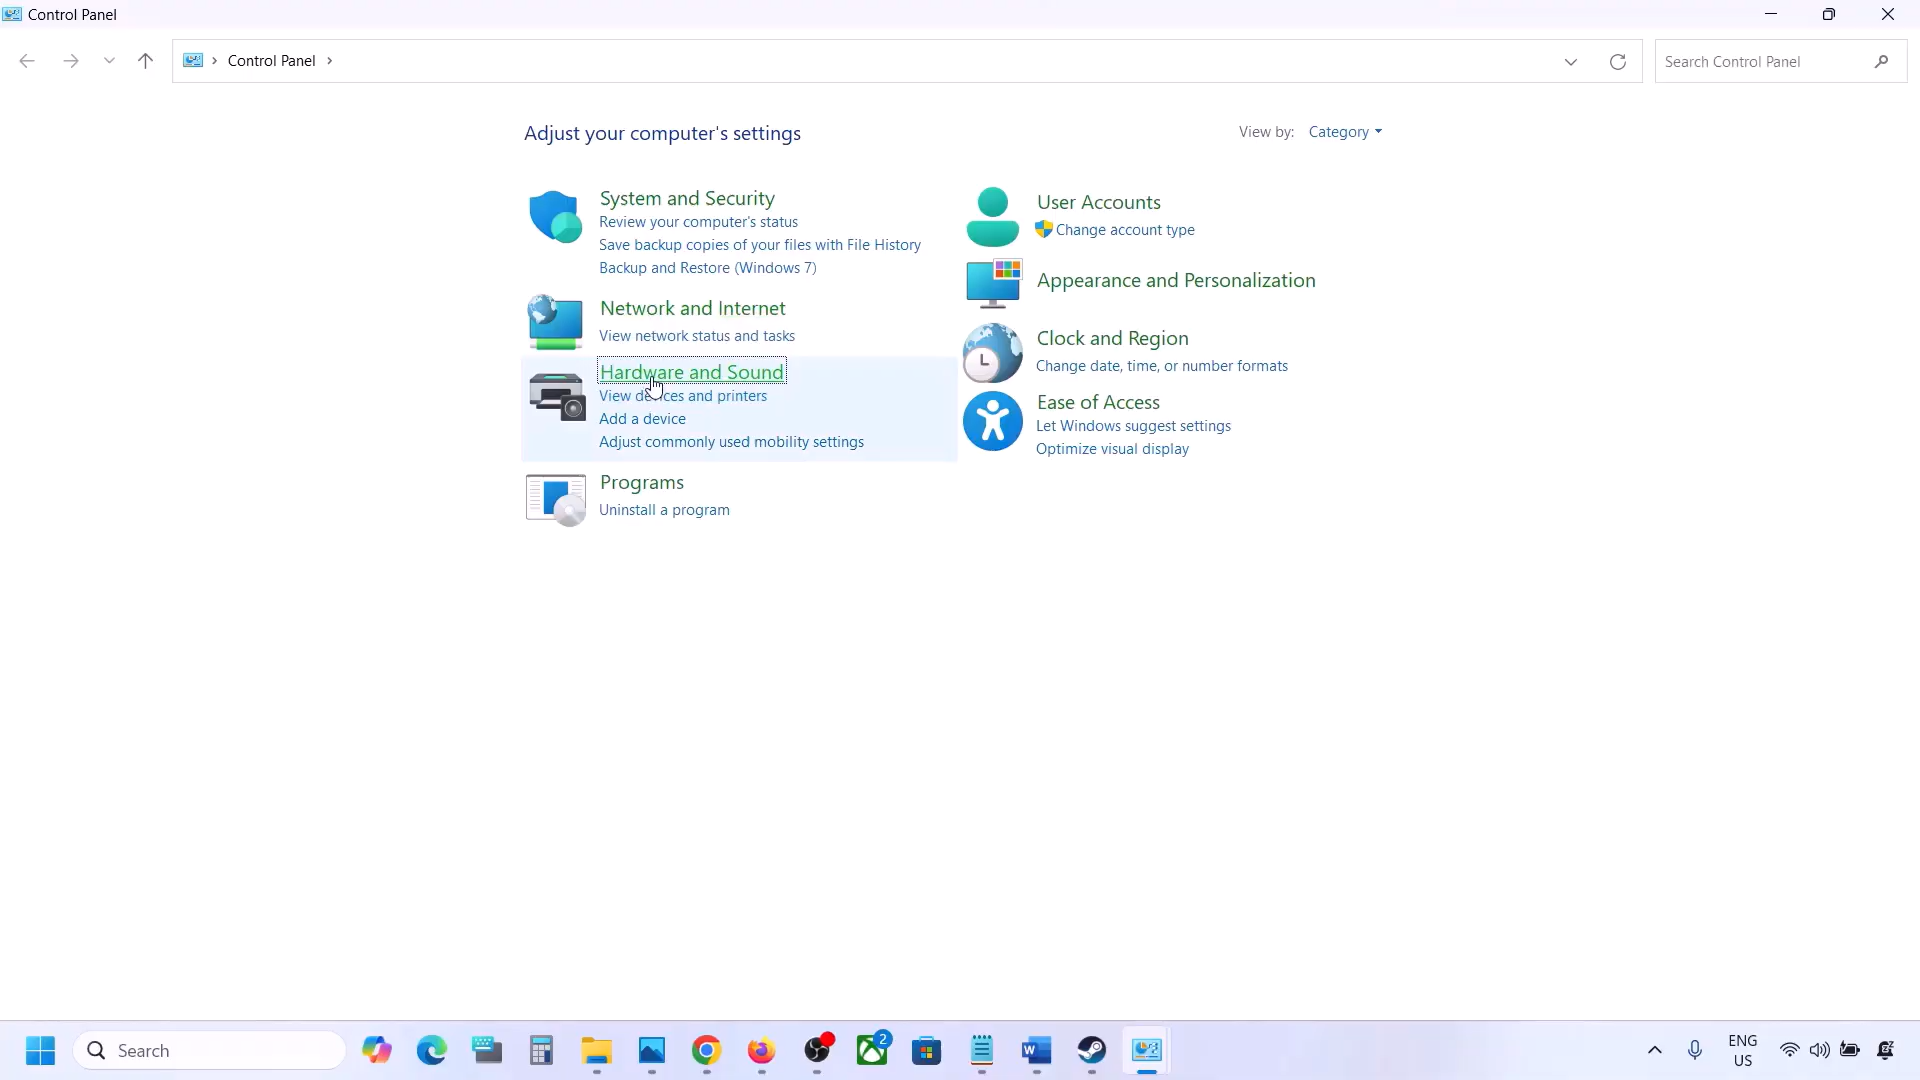 Control Panel
Control Panel
Search Control Panel
Adjust your computer's settings
View by: Category
System and Security
Review your computer's status
Save backup copies of your files with File History
Backup and Restore (Windows 7)
Network and Internet
View network status and tasks
Hardware and Sound
View devices and printers
Add a device
Adjust commonly used mobility settings
Programs
Uninstall a program
User Accounts
Change account type
Appearance and Personalization
Clock and Region
Change date, time, or number formats
Ease of Access
Let Windows suggest settings
Optimize visual display
Search
2
ENG
US